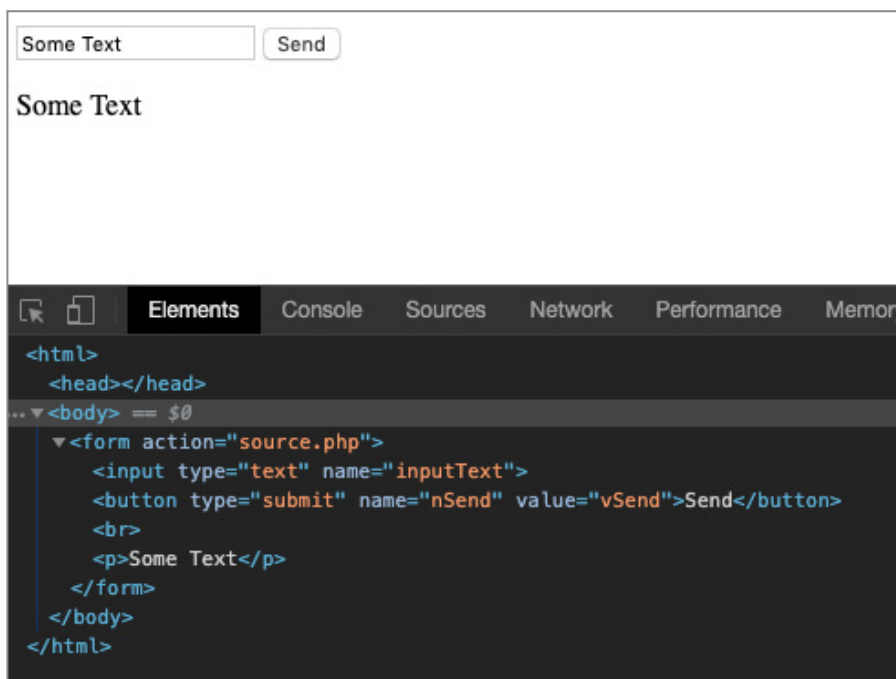 Some Text Send
Some Text
Elements Console Sources Network Performance Memor
<html>
<head></head>
... ▼<body> == $0
▼<form action="source.php">
<input type="text" name="inputText">
<button type="submit" name="nSend" value="vSend">Send</button>
<br>
<p>Some Text</p>
</form>
</body>
</html>